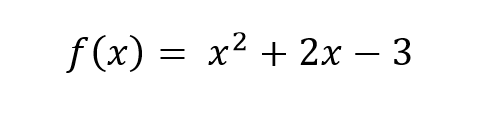 f(x) = x² + 2x − 3